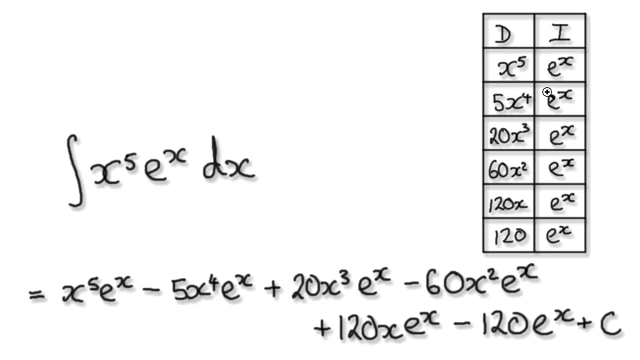 D I
x⁵ eˣ
5x⁴ eˣ
20x³ eˣ
60x² eˣ
120x eˣ
120 eˣ
∫x⁵eˣ dx
= x⁵eˣ − 5x⁴eˣ + 20x³eˣ − 60x²eˣ
+120xeˣ − 120eˣ + C